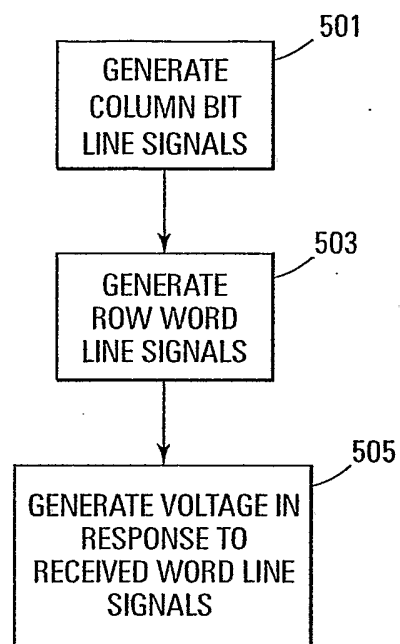 501
GENERATE
COLUMN BIT
LINE SIGNALS
503
GENERATE
ROW WORD
LINE SIGNALS
505
GENERATE VOLTAGE IN
RESPONSE TO
RECEIVED WORD LINE
SIGNALS